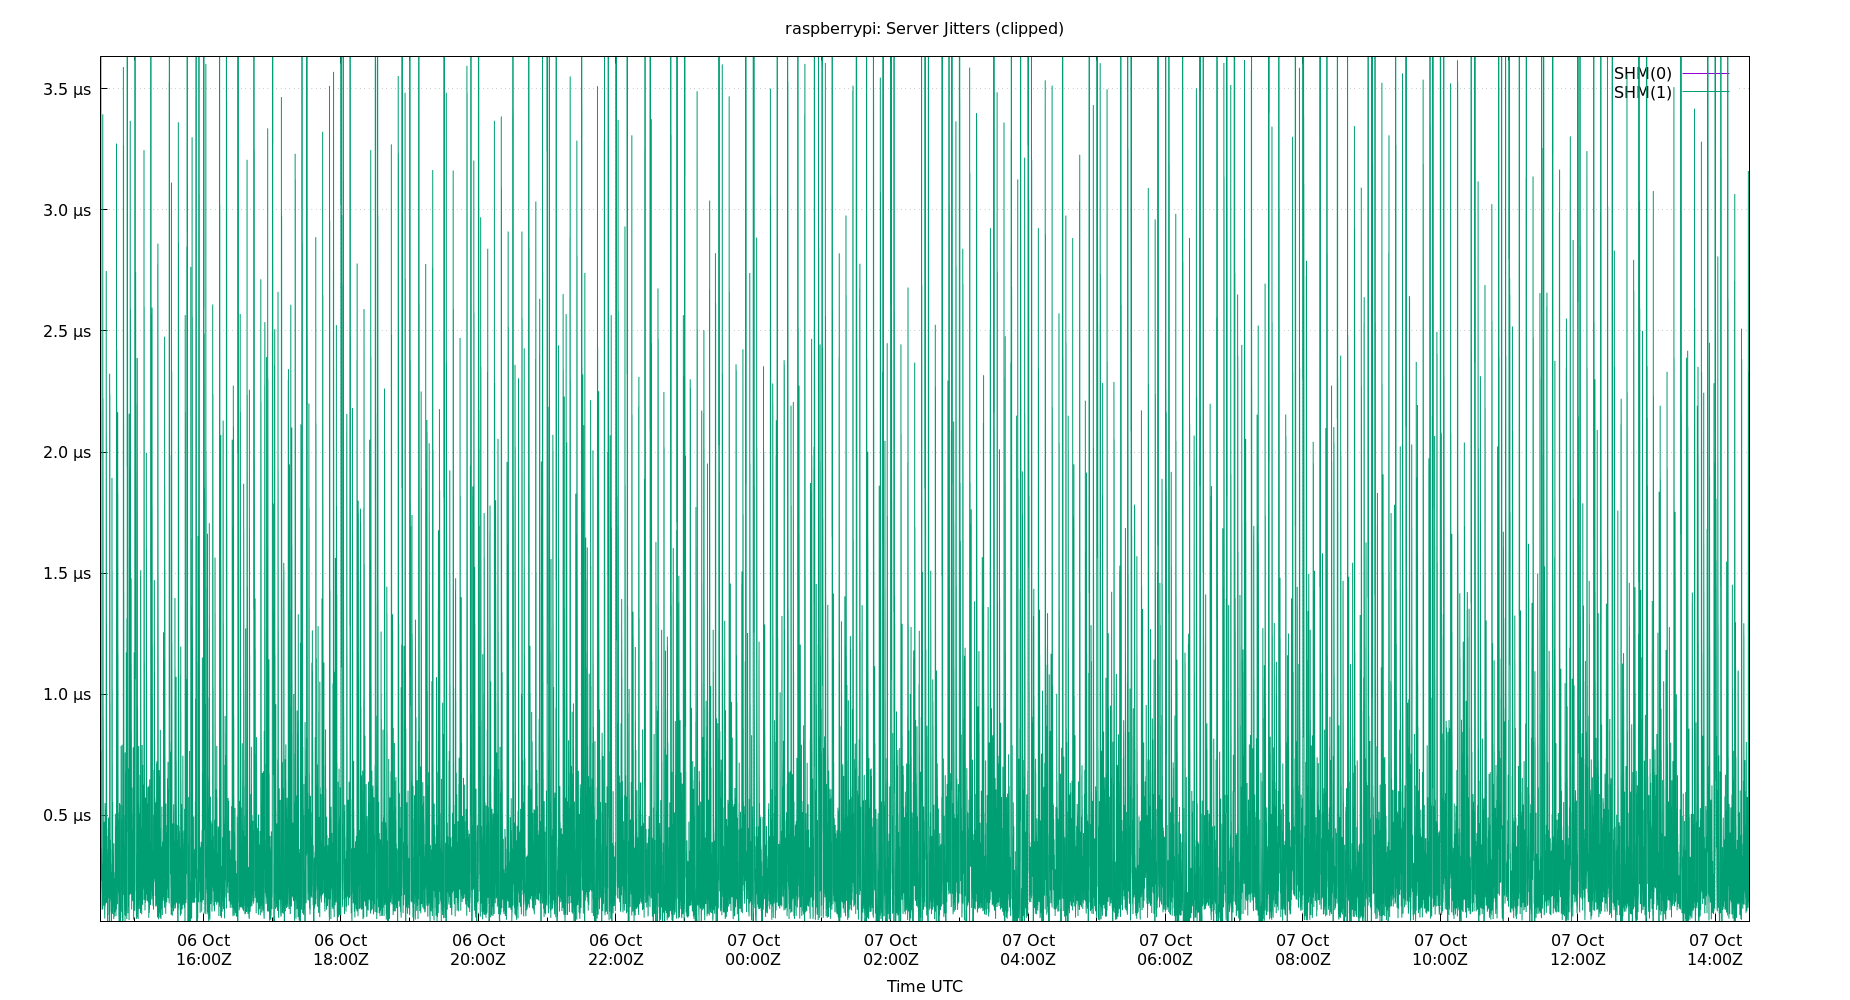 raspberrypi: Server Jitters (clipped)
SHM(0)
SHM(1)
3.5 µs
3.0 µs
2.5 µs
2.0 µs
1.5 µs
1.0 µs
0.5 µs
06 Oct 06 Oct 06 Oct 06 Oct 07 Oct 07 Oct 07 Oct 07 Oct 07 Oct 07 Oct 07 Oct 07 Oct
16:00Z 18:00Z 20:00Z 22:00Z 00:00Z 02:00Z 04:00Z 06:00Z 08:00Z 10:00Z 12:00Z 14:00Z
Time UTC